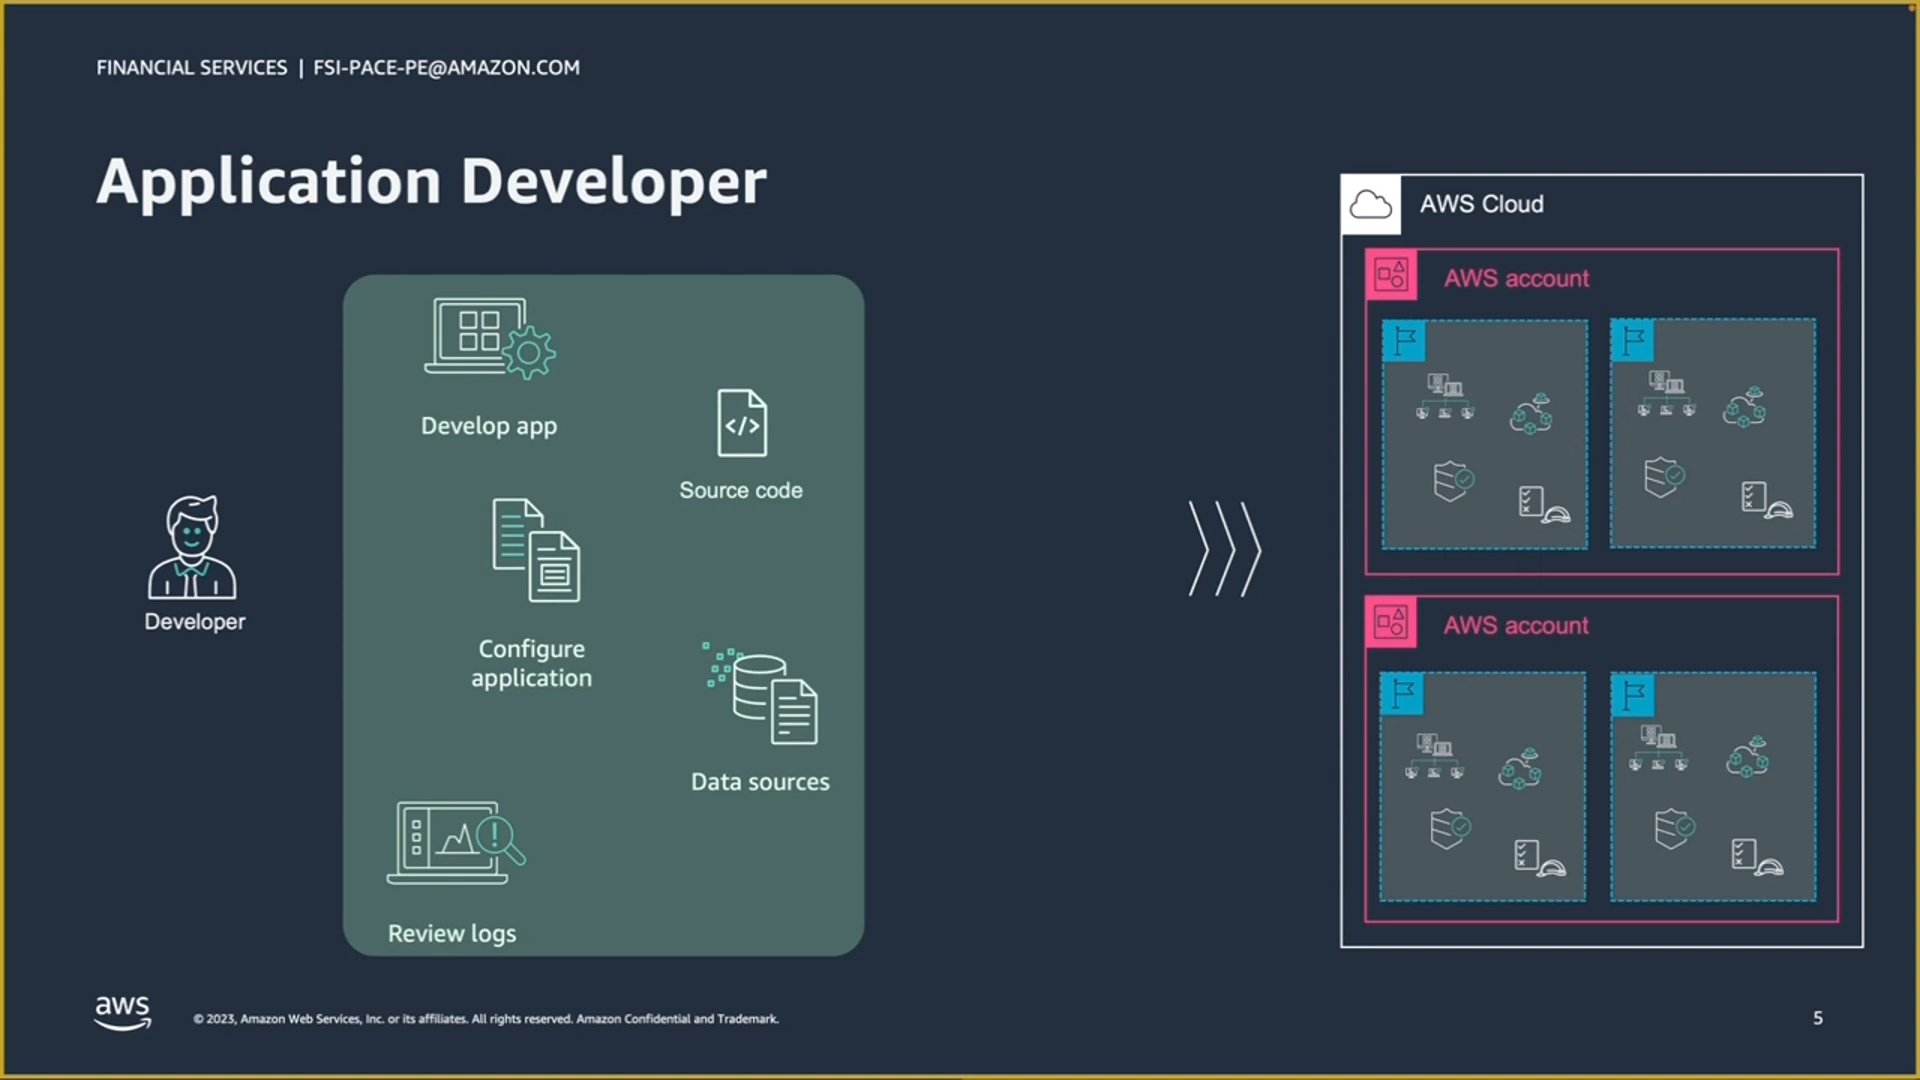 FINANCIAL SERVICES | FSI-PACE-PE@AMAZON.COM
Application Developer
Developer
Develop app
Source code
Configure
application
Data sources
Review logs
AWS Cloud
AWS account
AWS account
aws
© 2023, Amazon Web Services, Inc. or its affiliates. All rights reserved. Amazon Confidential and Trademark.
5